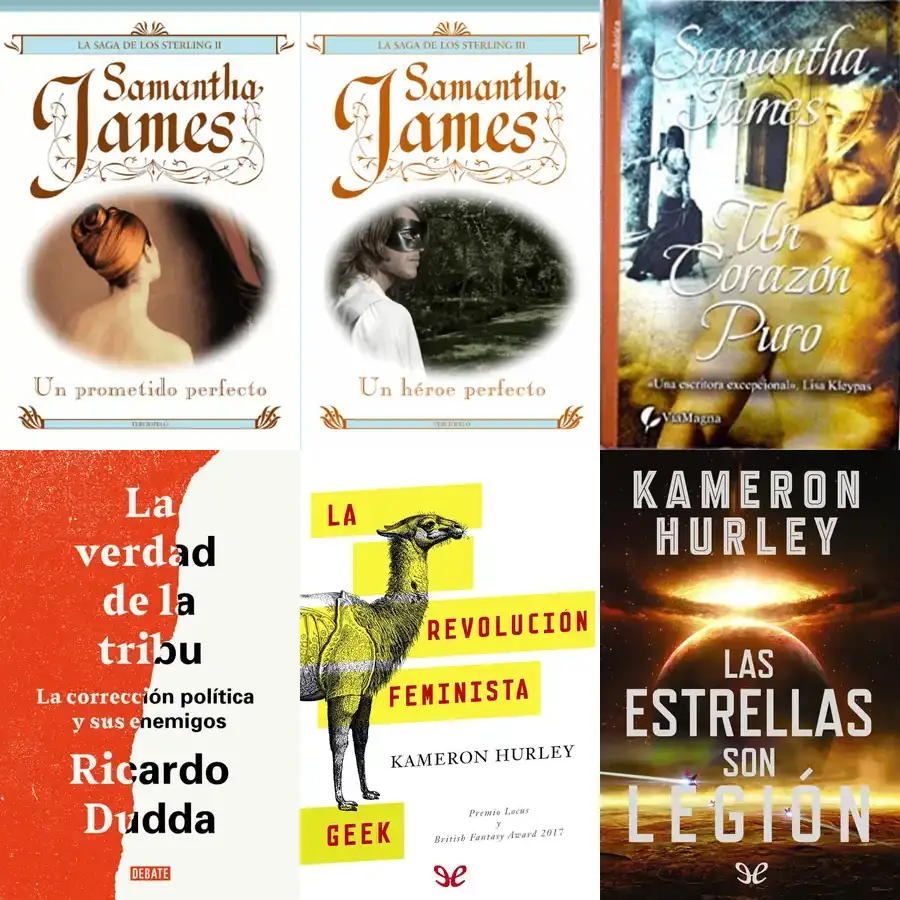 LA SAGA DE LOS STERLING II
Samantha
James
Un prometido perfecto
TERCIOPELO
LA SAGA DE LOS STERLING III
Samantha
James
Un héroe perfecto
TERCIOPELO
Romántica
Samantha
James
Un
Corazón
Puro
«Una escritora excepcional», Lisa Kleypas
ViaMagna
La
verdad
de la
tribu
La corrección política
y sus enemigos
Ricardo
Dudda
DEBATE
LA
REVOLUCIÓN
FEMINISTA
KAMERON HURLEY
GEEK
Premio Locus
y
British Fantasy Award 2017
KAMERON
HURLEY
LAS
ESTRELLAS
SON
LEGIÓN